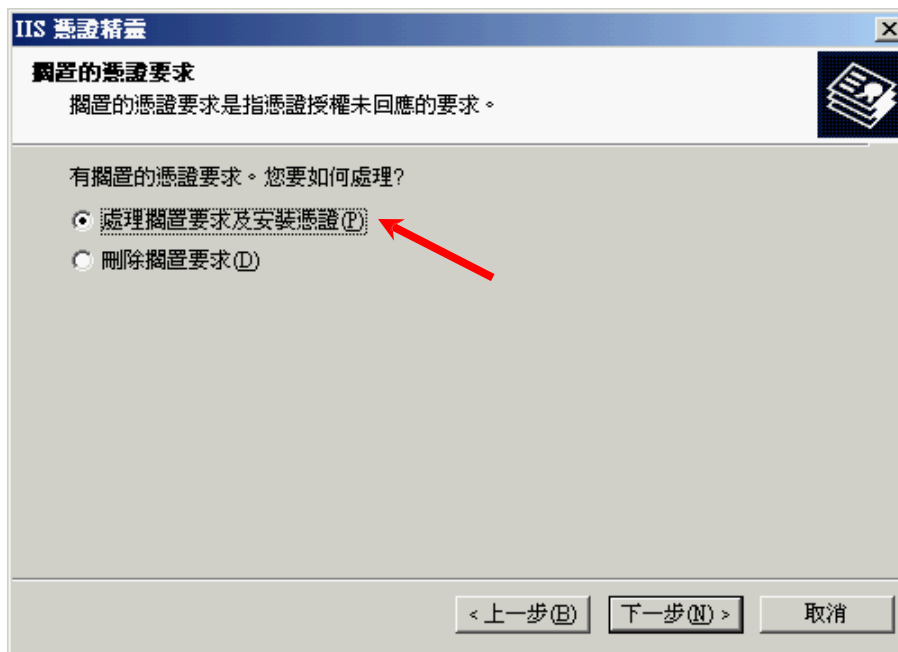 IIS 憑證精靈
擱置的憑證要求
擱置的憑證要求是指憑證授權未回應的要求。
有擱置的憑證要求。您要如何處理?
處理擱置要求及安裝憑證(P)
刪除擱置要求(D)
<上一步(B) 下一步(N)> 取消